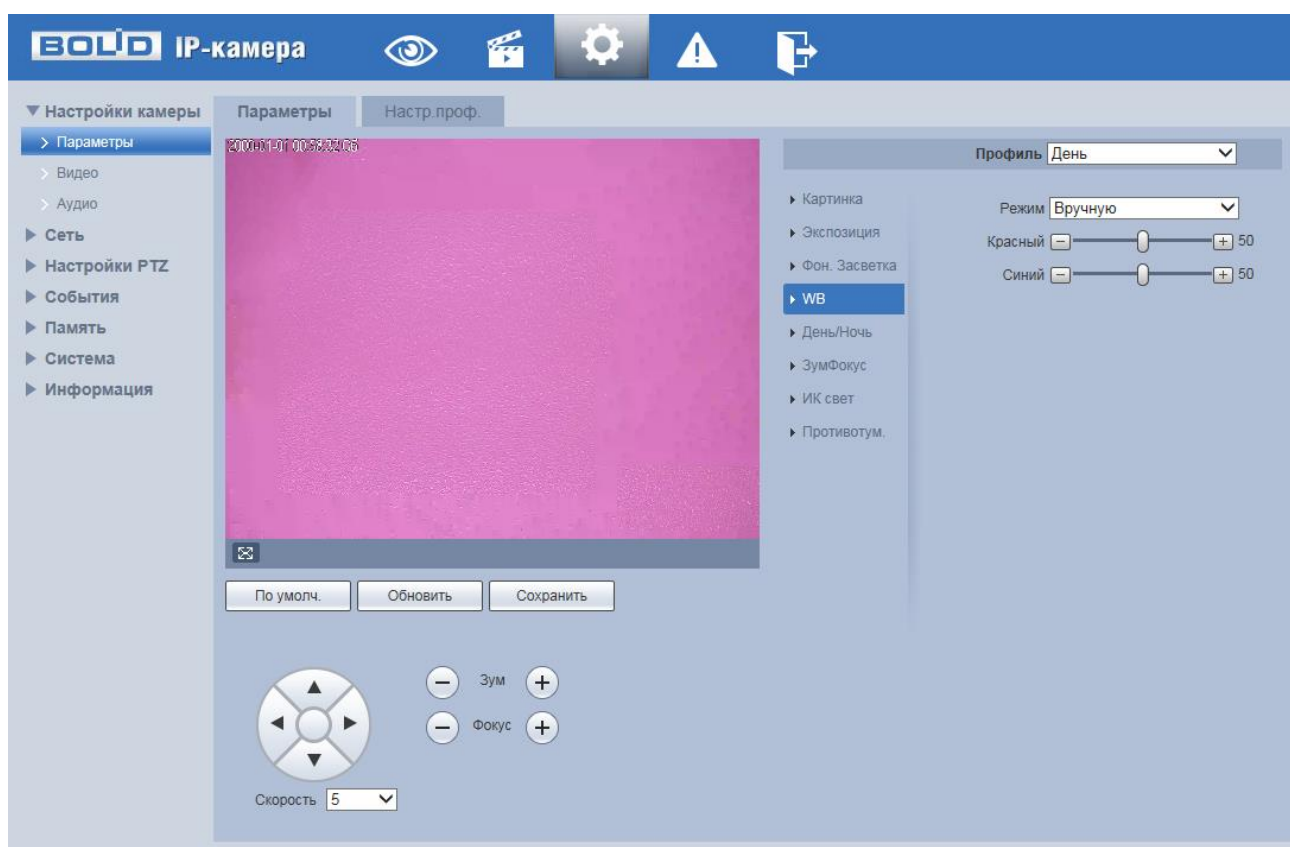 BOLID IP-камера
Настройки камеры
Параметры
Видео
Аудио
Сеть
Настройки PTZ
События
Память
Система
Информация
Параметры
Настр.проф.
Профиль День
Картинка
Экспозиция
Фон. Засветка
WB
День/Ночь
ЗумФокус
ИК свет
Противотум.
Режим Вручную
Красный 50
Синий 50
По умолч.
Обновить
Сохранить
Зум
Фокус
Скорость 5